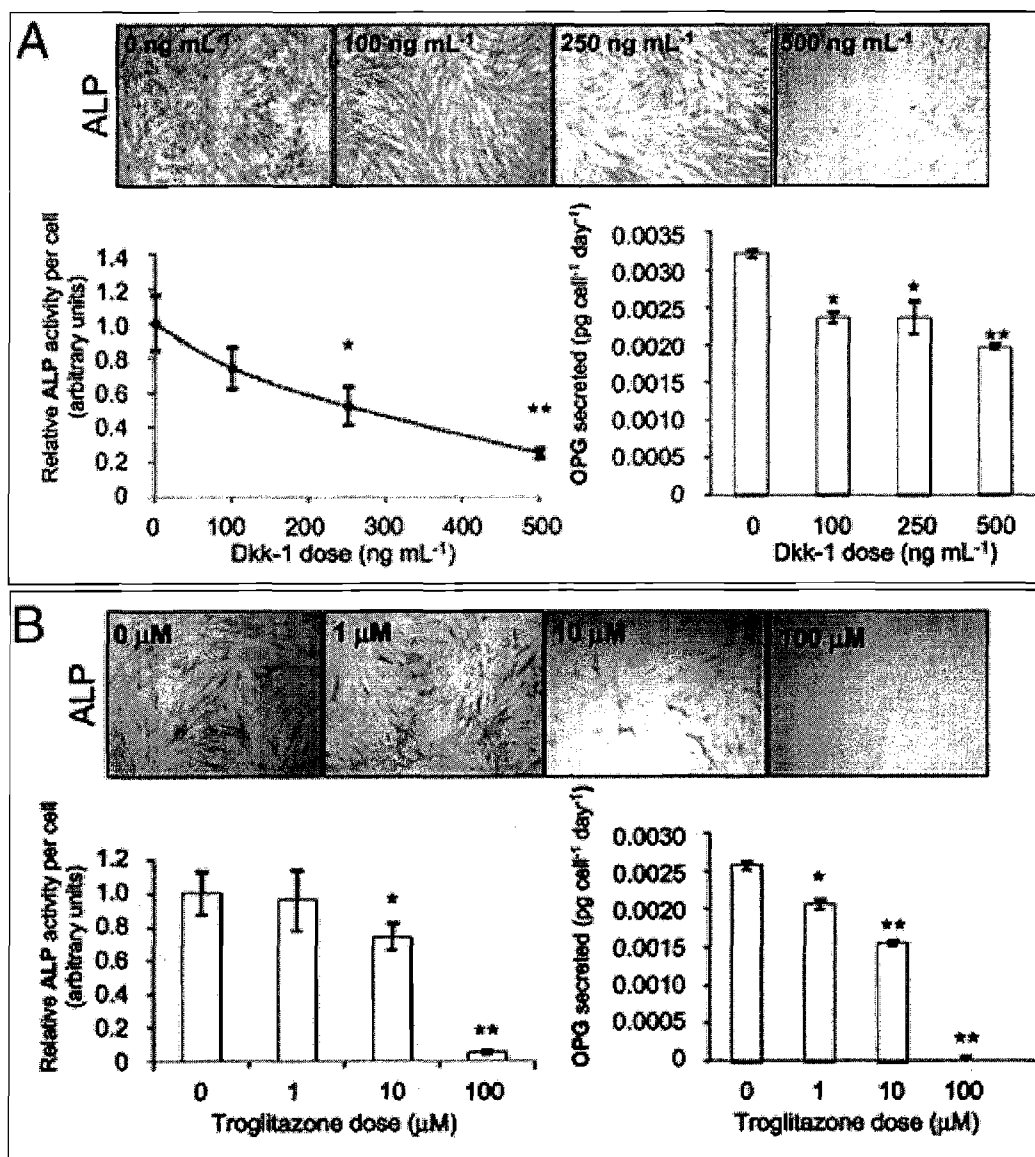 A
ALP
0 ng mL-1
100 ng mL-1
250 ng mL-1
500 ng mL-1
Relative ALP activity per cell
(arbitrary units)
1.4
1.2
1.0
0.8
0.6
0.4
0.2
0
*
**
0 100 200 300 400 500
Dkk-1 dose (ng mL-1)
OPG secreted (pg cell-1 day-1)
0.0035
0.0030
0.0025
0.0020
0.0015
0.0010
0.0005
0
*
*
**
0 100 250 500
Dkk-1 dose (ng mL-1)
B
ALP
0 µM
1 µM
10 µM
100 µM
Relative ALP activity per cell
(arbitrary units)
1.2
1.0
0.8
0.6
0.4
0.2
0
*
**
0 1 10 100
Troglitazone dose (µM)
OPG secreted (pg cell-1 day-1)
0.0030
0.0025
0.0020
0.0015
0.0010
0.0005
0
*
**
**
0 1 10 100
Troglitazone dose (µM)